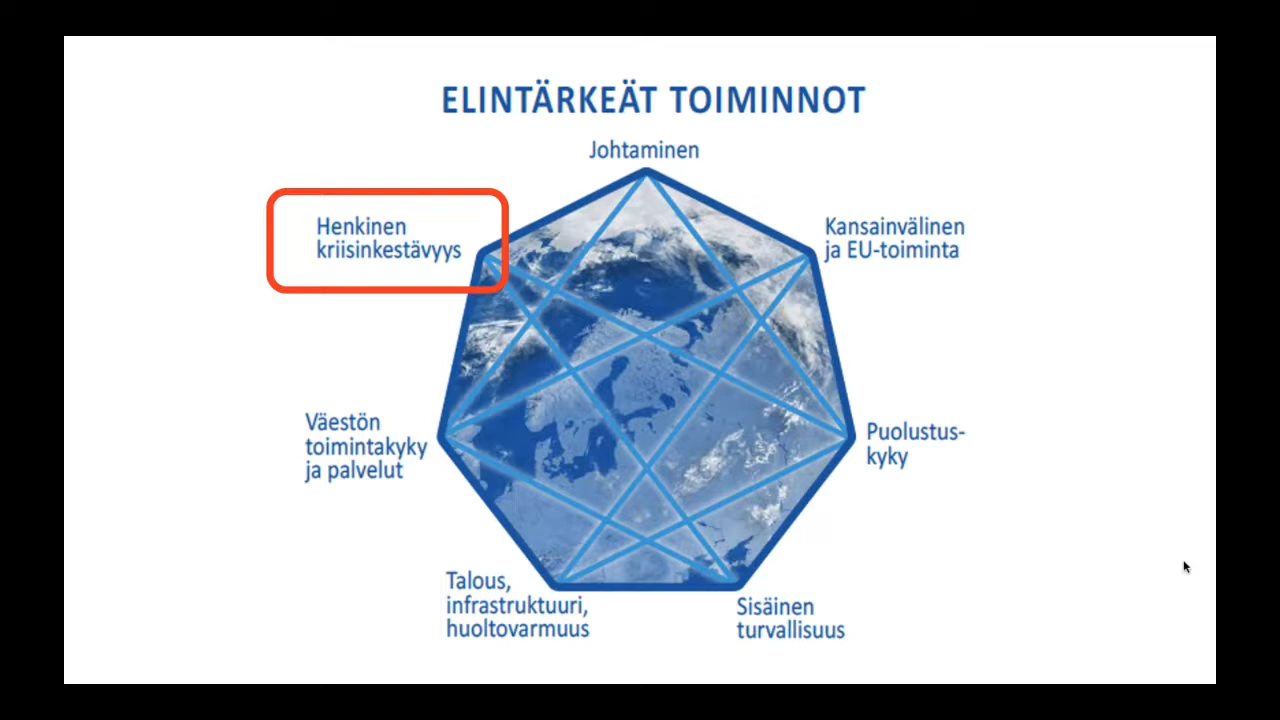 ELINTÄRKEÄT TOIMINNOT
Johtaminen
Henkinen
kriisinkestävyys
Kansainvälinen
ja EU-toiminta
Väestön
toimintakyky
ja palvelut
Puolustus-
kyky
Talous,
infrastruktuuri,
huoltovarmuus
Sisäinen
turvallisuus